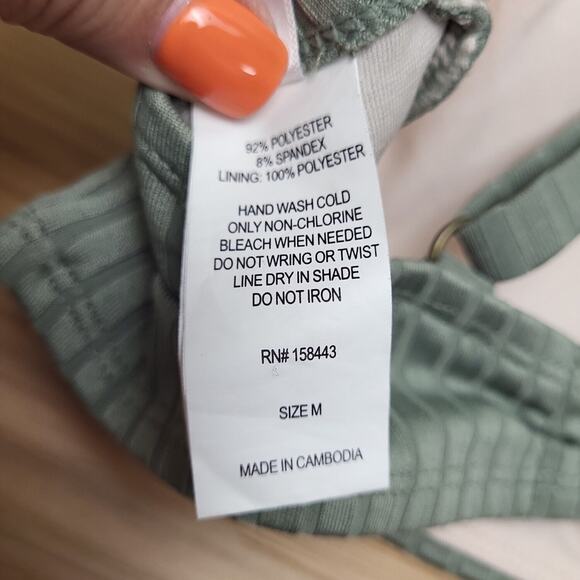 92% POLYESTER
8% SPANDEX
LINING: 100% POLYESTER
HAND WASH COLD
ONLY NON-CHLORINE
BLEACH WHEN NEEDED
DO NOT WRING OR TWIST
LINE DRY IN SHADE
DO NOT IRON
RN# 158443
SIZE M
MADE IN CAMBODIA